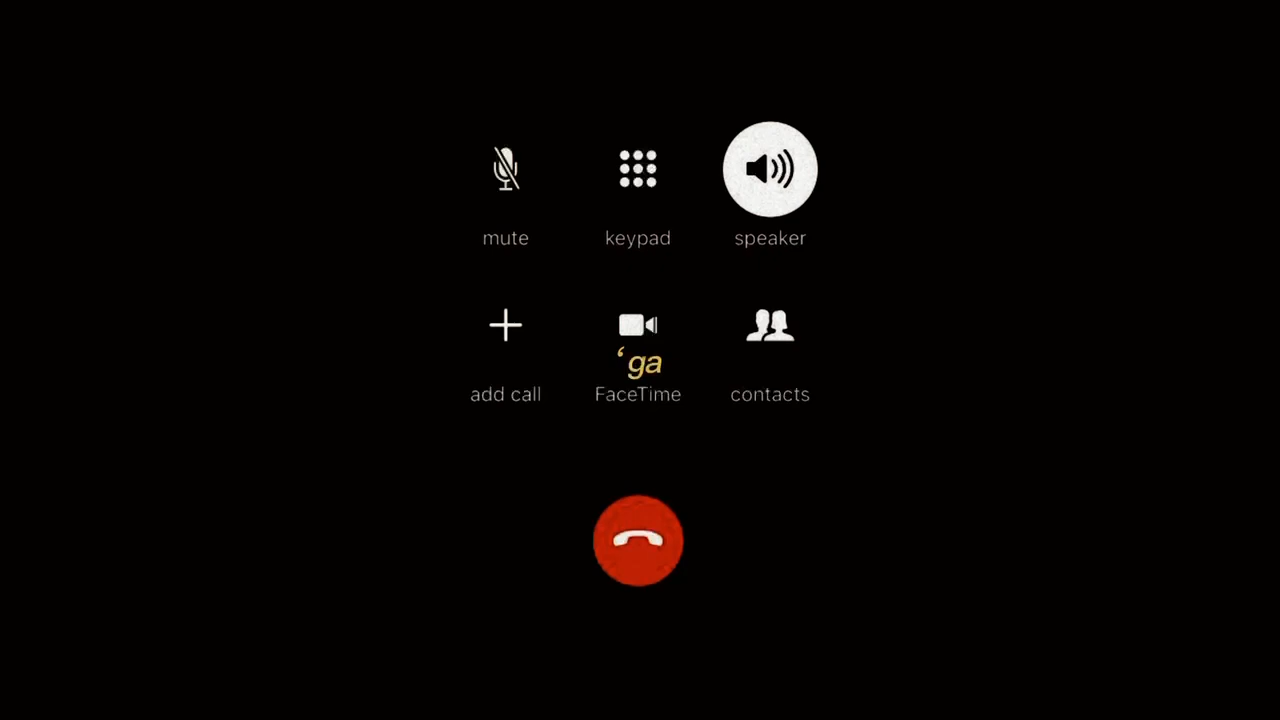 mute
keypad
speaker
‘ga
add call
FaceTime
contacts